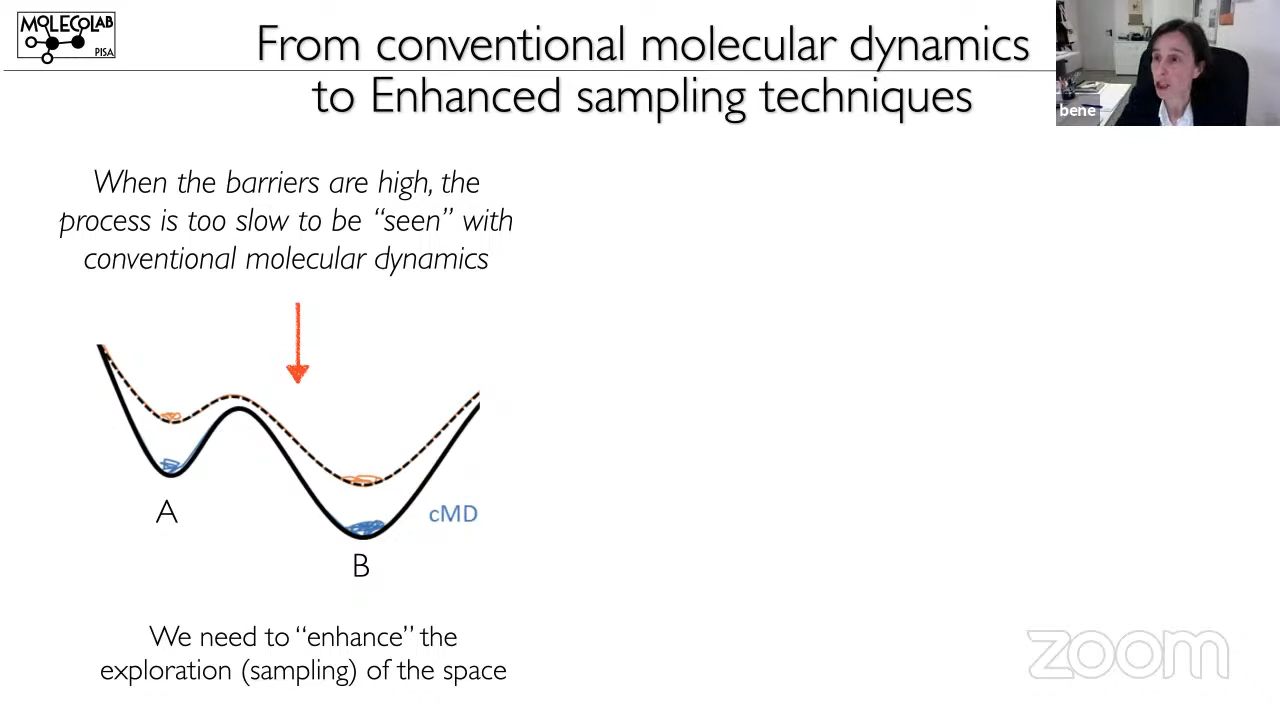 MOLECOLAB
PISA
From conventional molecular dynamics
to Enhanced sampling techniques
bene
When the barriers are high, the
process is too slow to be “seen” with
conventional molecular dynamics
A
cMD
B
We need to “enhance” the
exploration (sampling) of the space
zoom